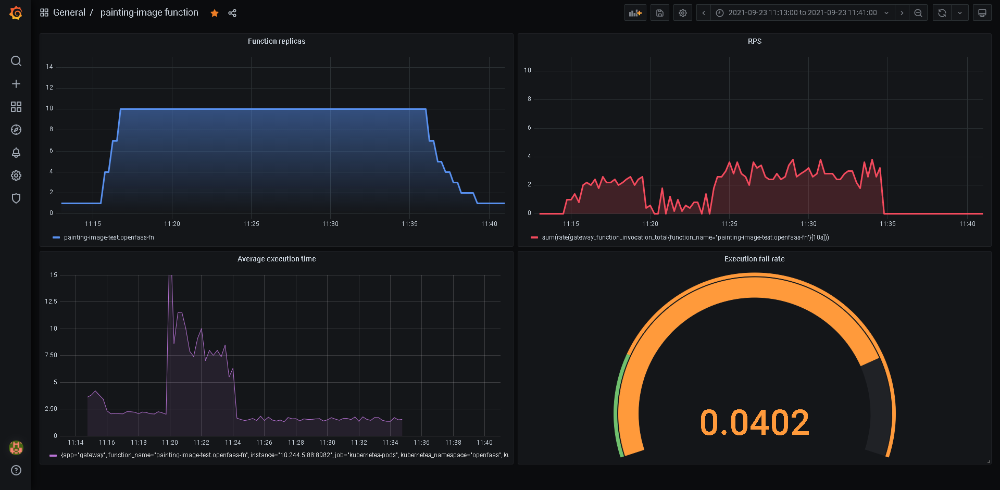 General / painting-image function
2021-09-23 11:13:00 to 2021-09-23 11:41:00
Function replicas
14
12
10
8
6
4
2
0
11:15 11:20 11:25 11:30 11:35 11:40
painting-image-test.openfaas-fn
RPS
10
8
6
4
2
0
11:15 11:20 11:25 11:30 11:35 11:40
sum(rate(gateway_function_invocation_total{function_name="painting-image-test.openfaas-fn"}[10s]))
Average execution time
15
12.5
10
7.50
5
2.50
0
11:14 11:16 11:18 11:20 11:22 11:24 11:26 11:28 11:30 11:32 11:34 11:36 11:38 11:40
{app="gateway", function_name="painting-image-test.openfaas-fn", instance="10.244.5.88:8082", job="kubernetes-pods", kubernetes_namespace="openfaas",
Execution fail rate
0.0402